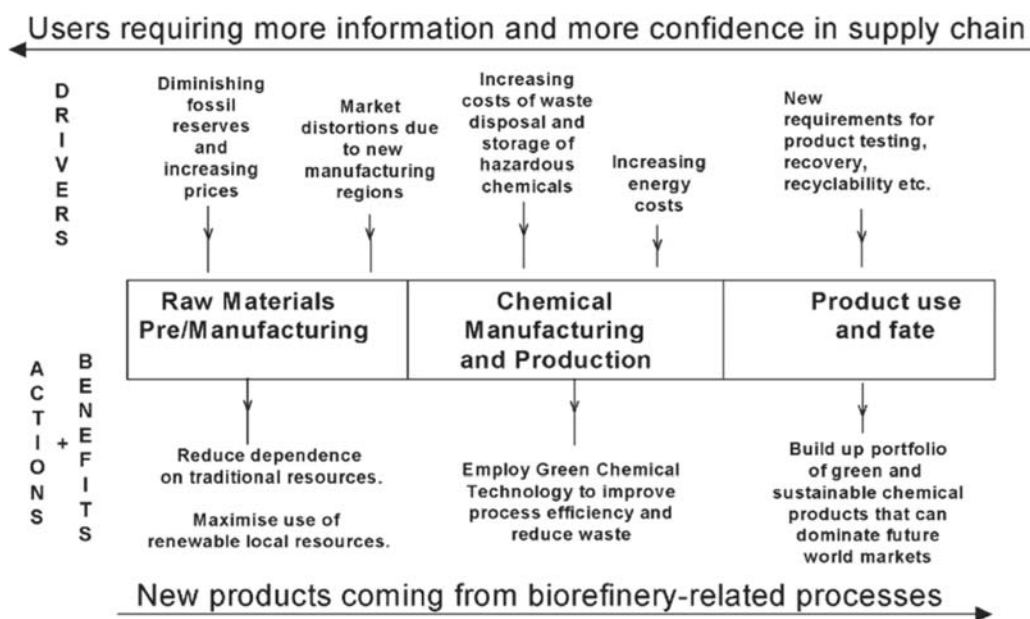 Users requiring more information and more confidence in supply chain
DRIVERS
Diminishing
fossil
reserves
and
increasing
prices
Market
distortions due
to new
manufacturing
regions
Increasing
costs of waste
disposal and
storage of
hazardous
chemicals
Increasing
energy
costs
New
requirements for
product testing,
recovery,
recyclability etc.
Raw Materials
Pre/Manufacturing
Chemical
Manufacturing
and Production
Product use
and fate
ACTIONS
+
BENEFITS
Reduce dependence
on traditional resources.
Maximise use of
renewable local resources.
Employ Green Chemical
Technology to improve
process efficiency and
reduce waste
Build up portfolio
of green and
sustainable chemical
products that can
dominate future
world markets
New products coming from biorefinery-related processes